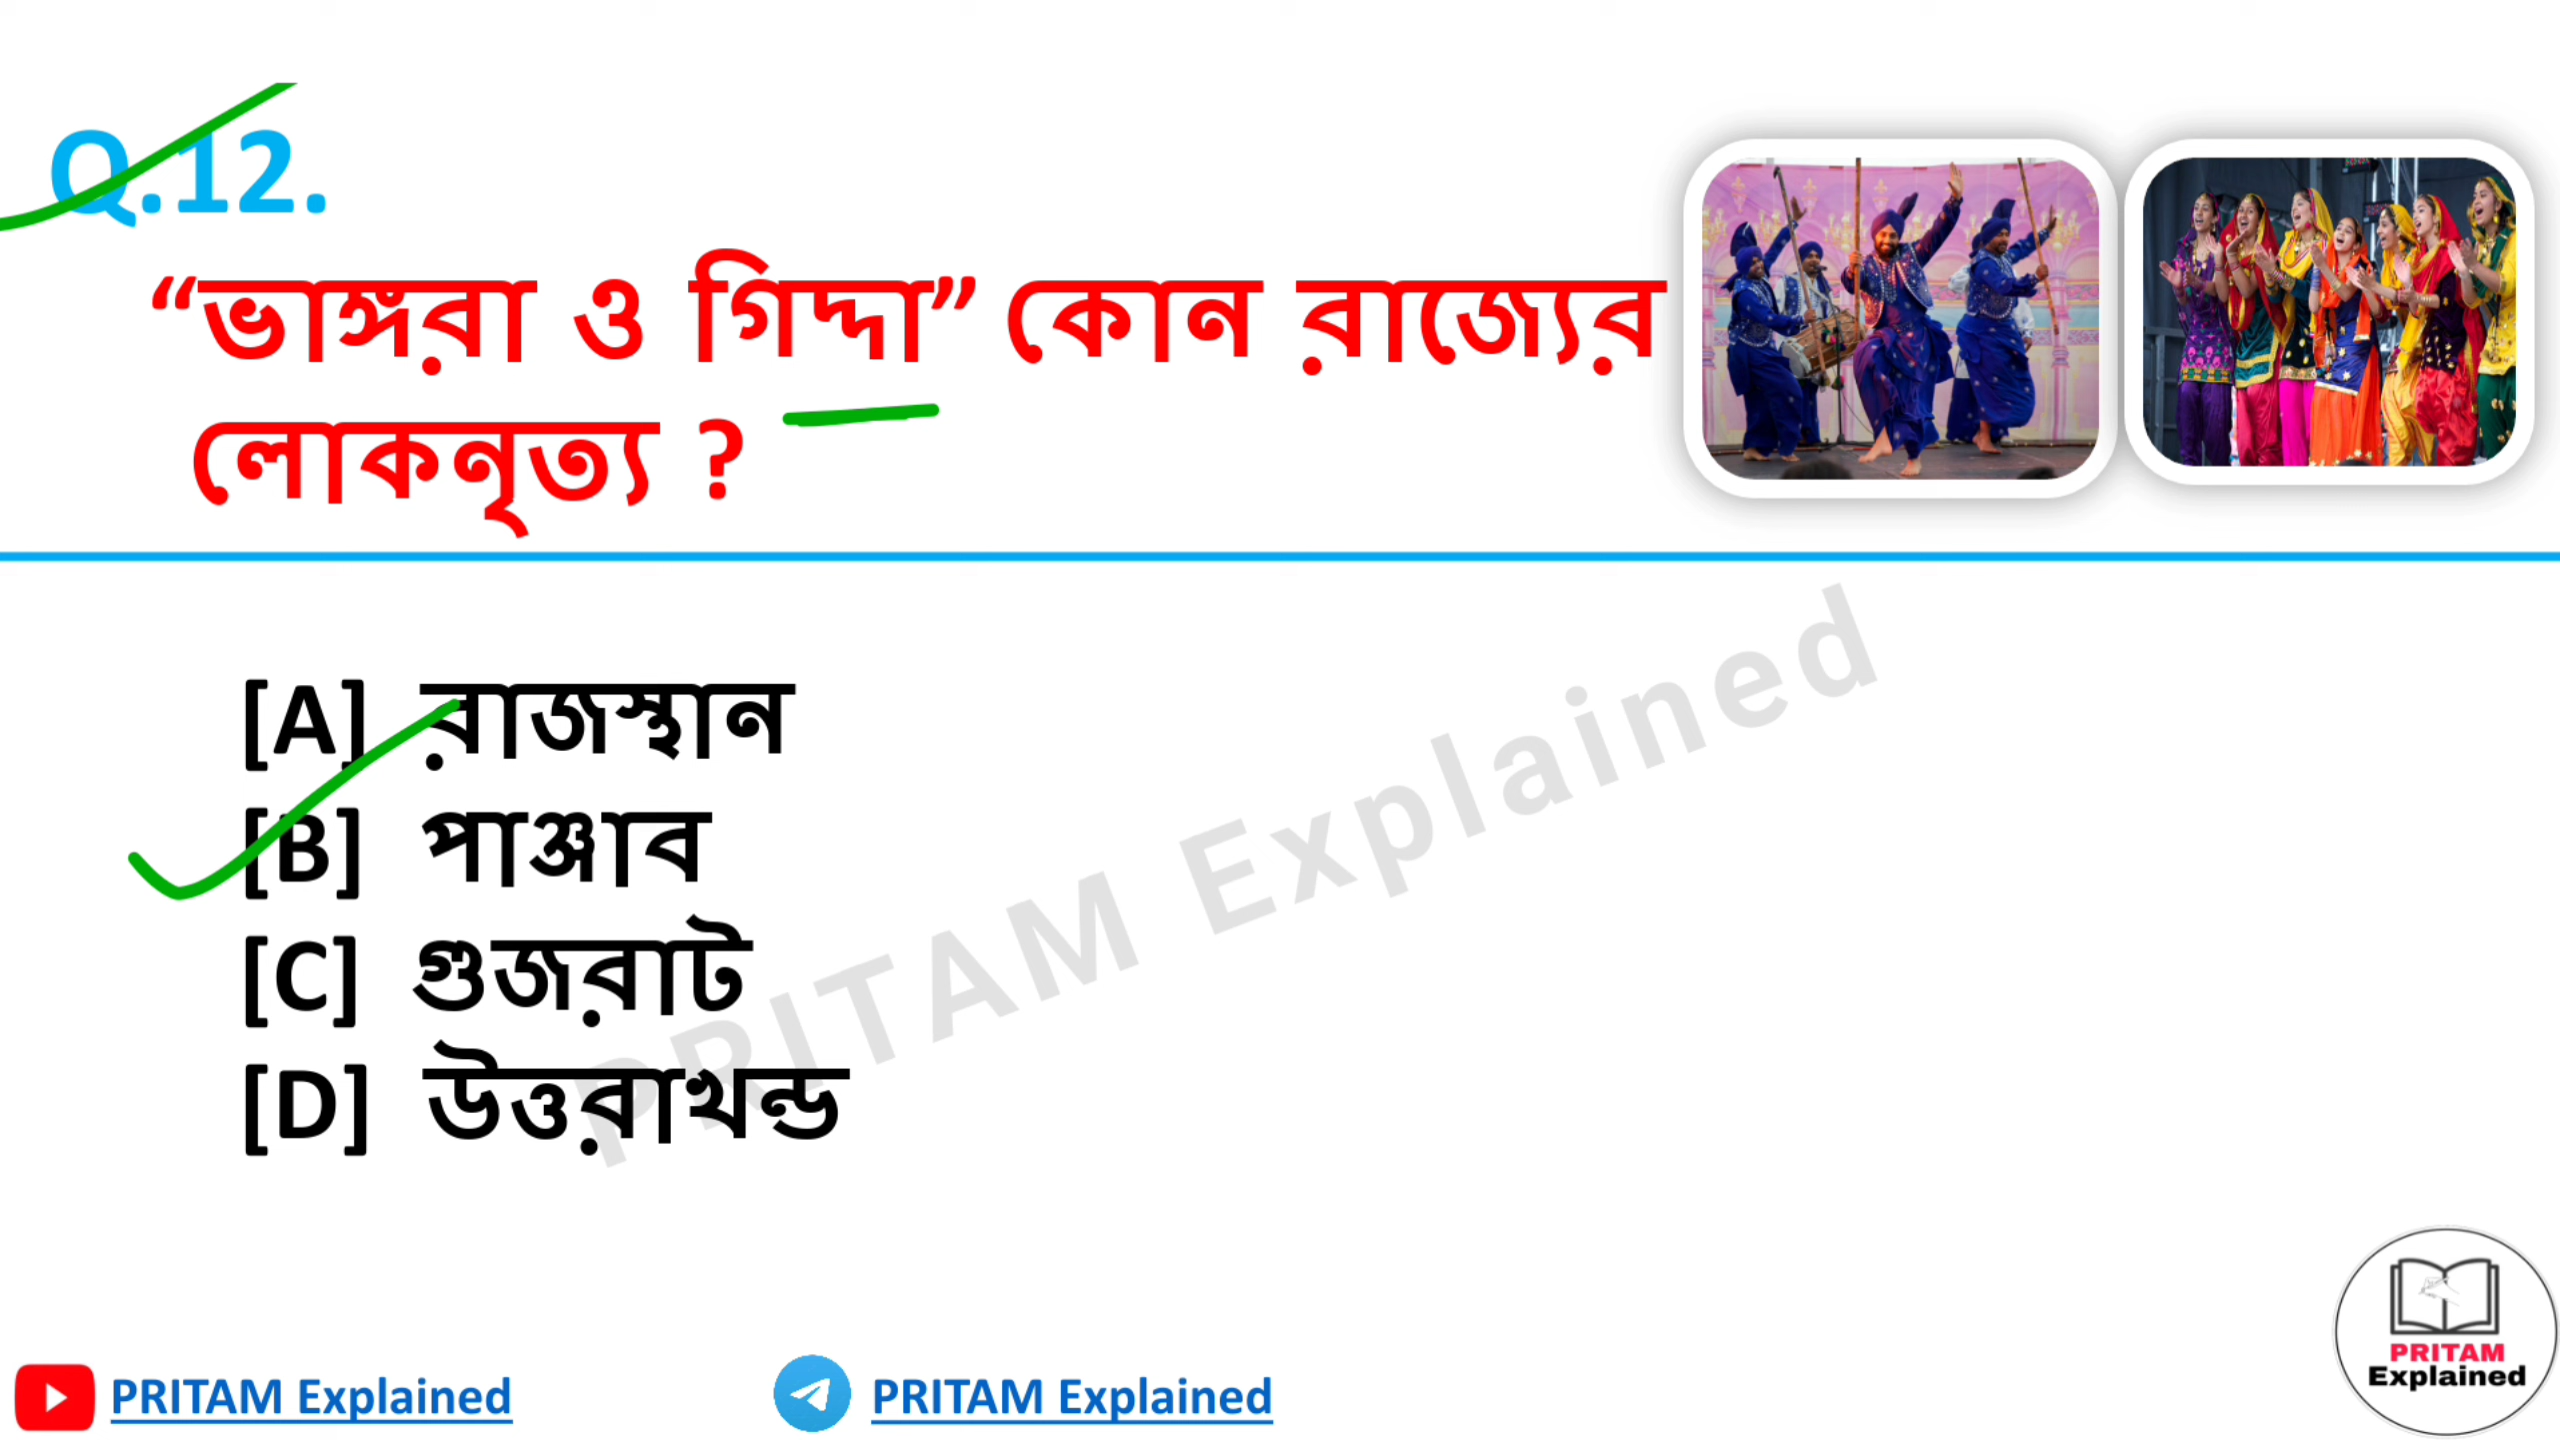 Q.12.
“ভাঙ্গরা ও গিদ্দা” কোন রাজ্যের
লোকনৃত্য ?
[A] রাজস্থান
[B] পাঞ্জাব
[C] গুজরাট
[D] উত্তরাখন্ড
PRITAM Explained
PRITAM Explained
PRITAM Explained
PRITAM
Explained